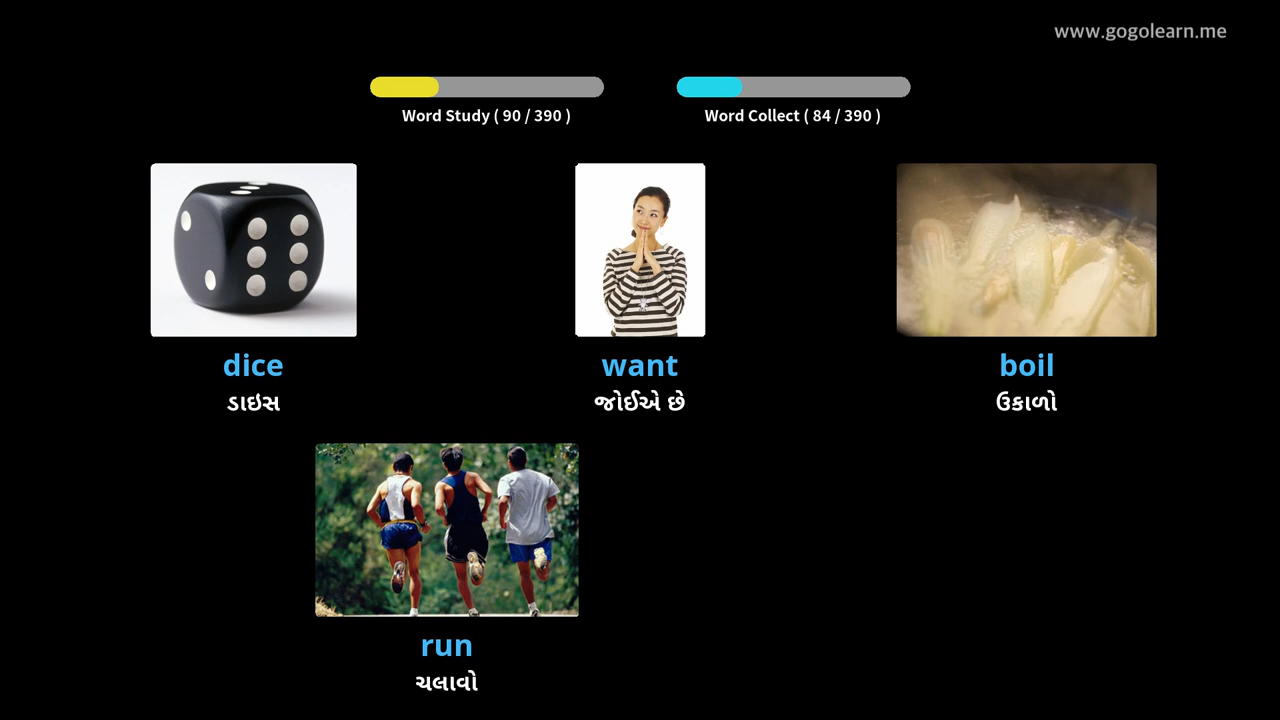 www.gogolearn.me
Word Study ( 90 / 390 )
Word Collect ( 84 / 390 )
dice
ડાઇસ
want
જોઈએ છે
boil
ઉકાળો
run
ચલાવો